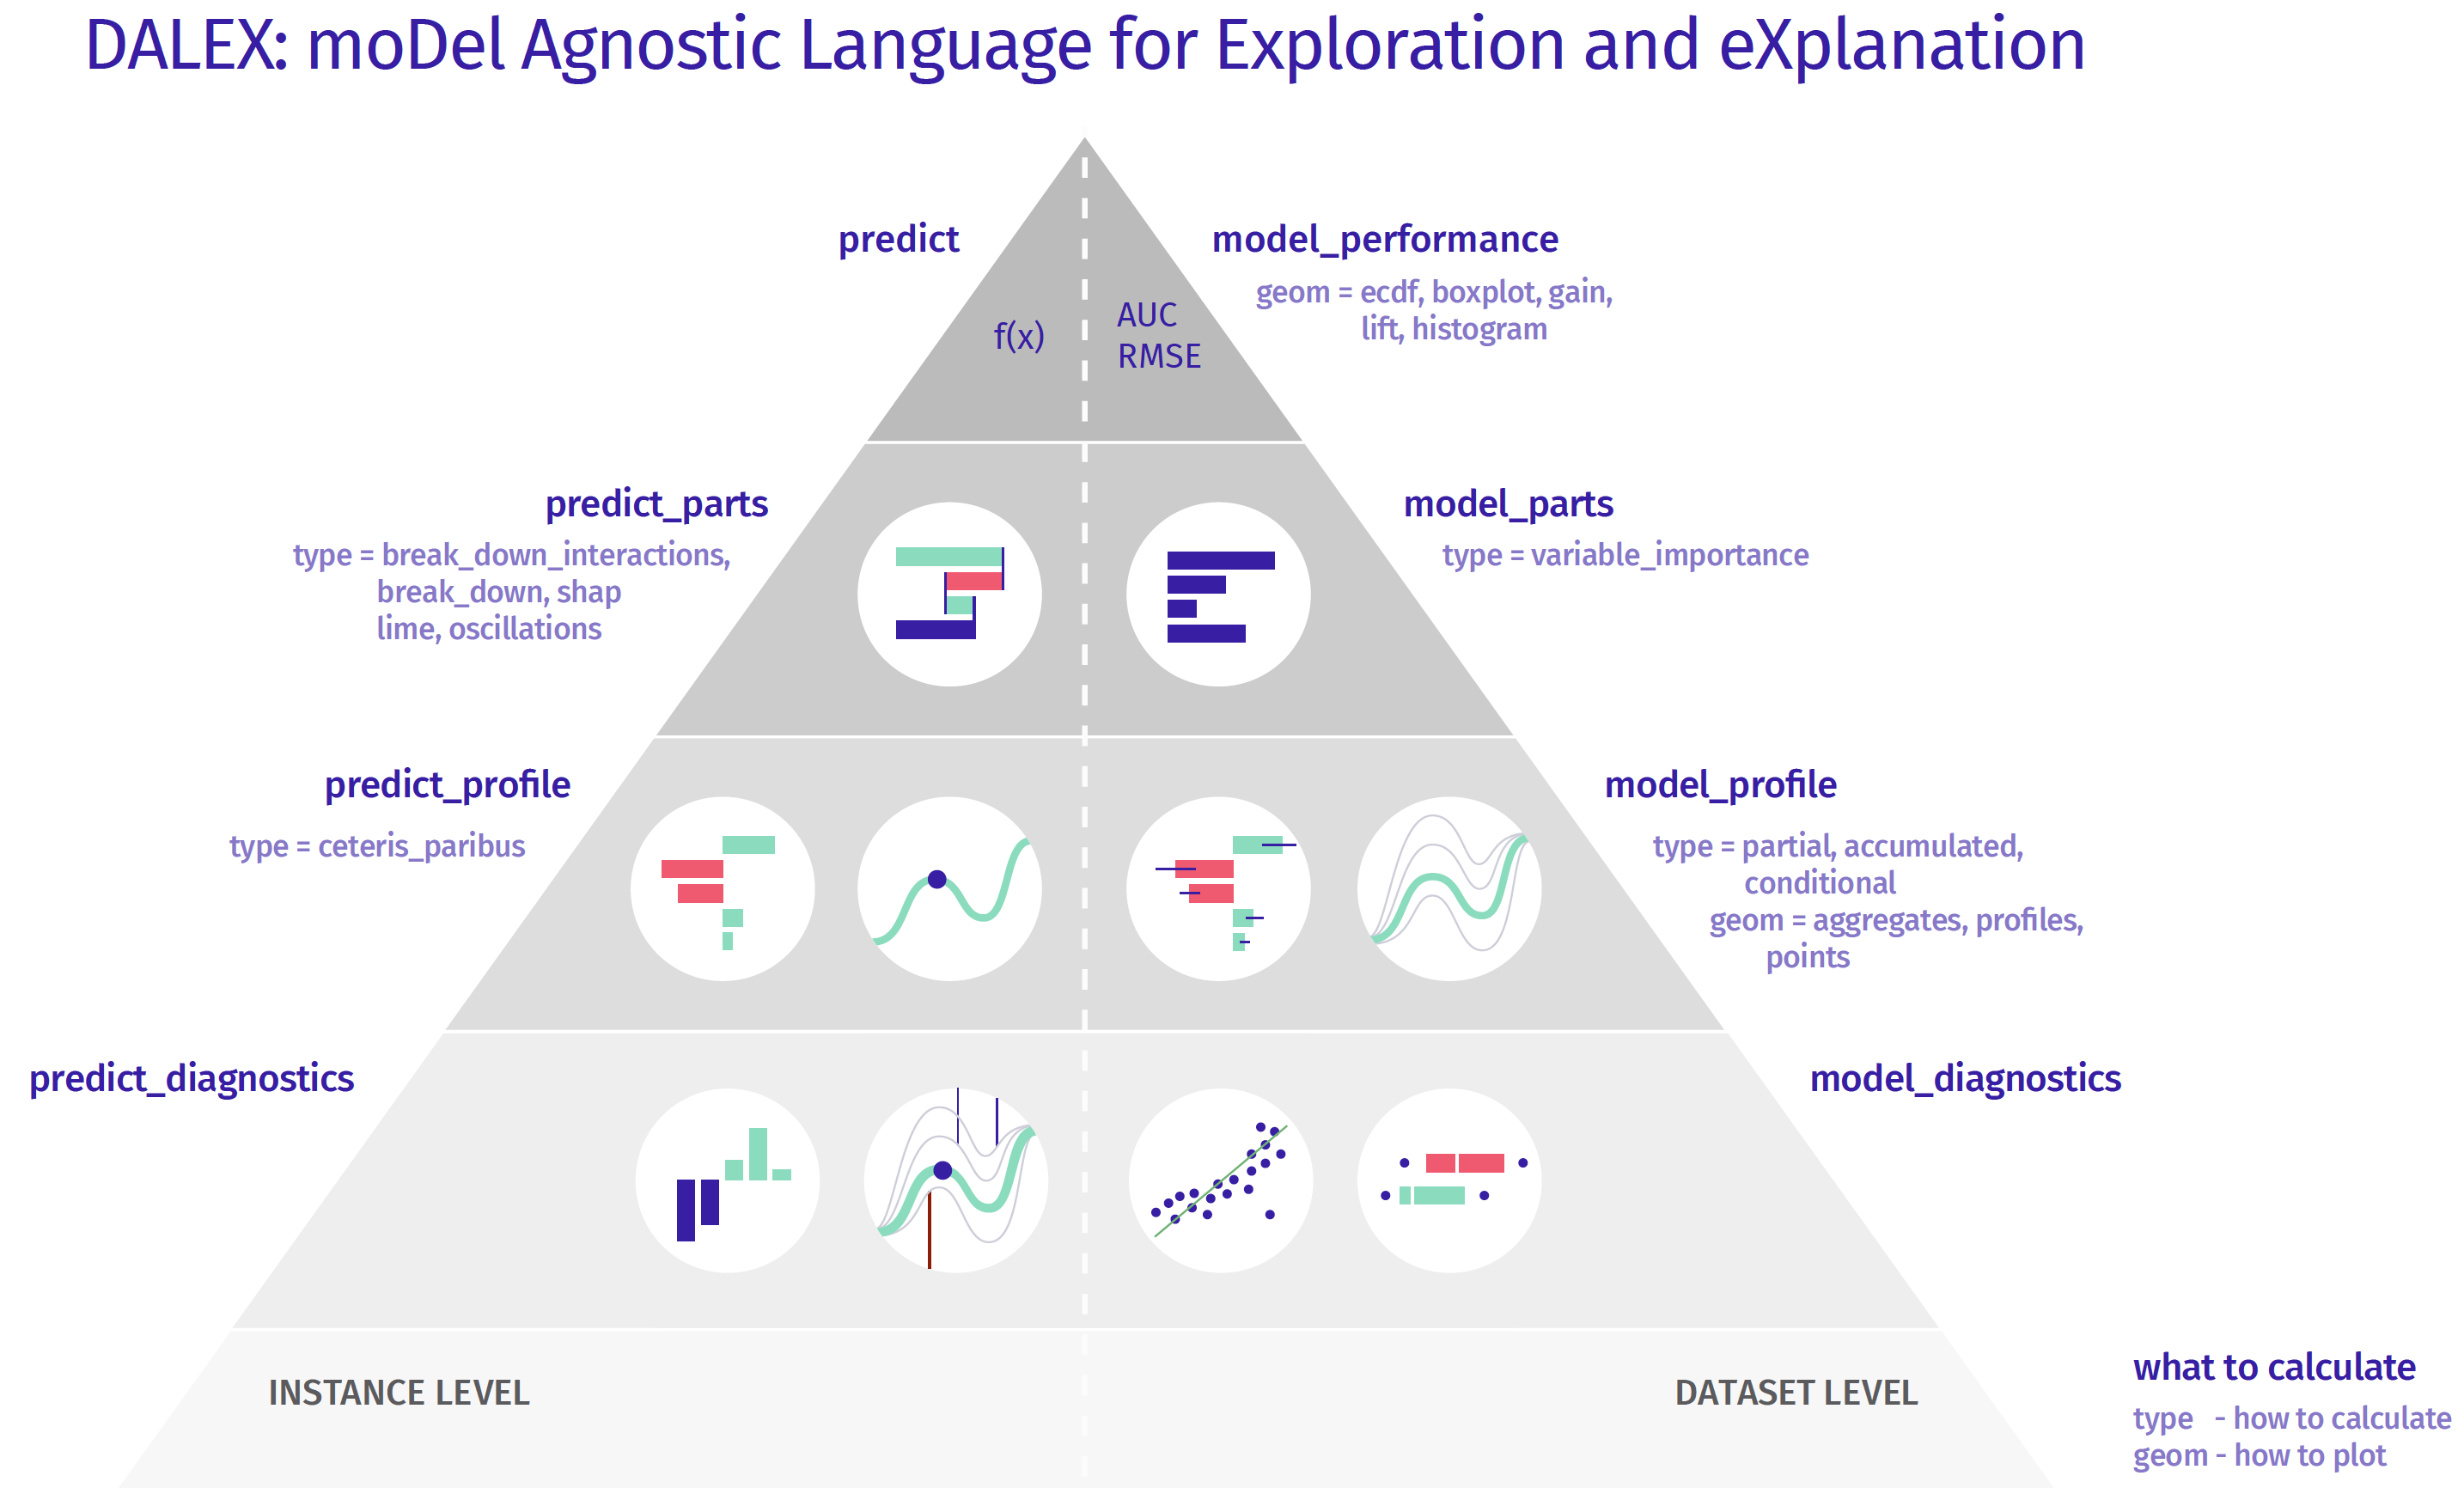 DALEX: moDel Agnostic Language for Exploration and eXplanation
predict
f(x)
model_performance
geom = ecdf, boxplot, gain,
lift, histogram
AUC
RMSE
predict_parts
type = break_down_interactions,
break_down, shap
lime, oscillations
model_parts
type = variable_importance
predict_profile
type = ceteris_paribus
model_profile
type = partial, accumulated,
conditional
geom = aggregates, profiles,
points
predict_diagnostics
model_diagnostics
INSTANCE LEVEL
DATASET LEVEL
what to calculate
type - how to calculate
geom - how to plot